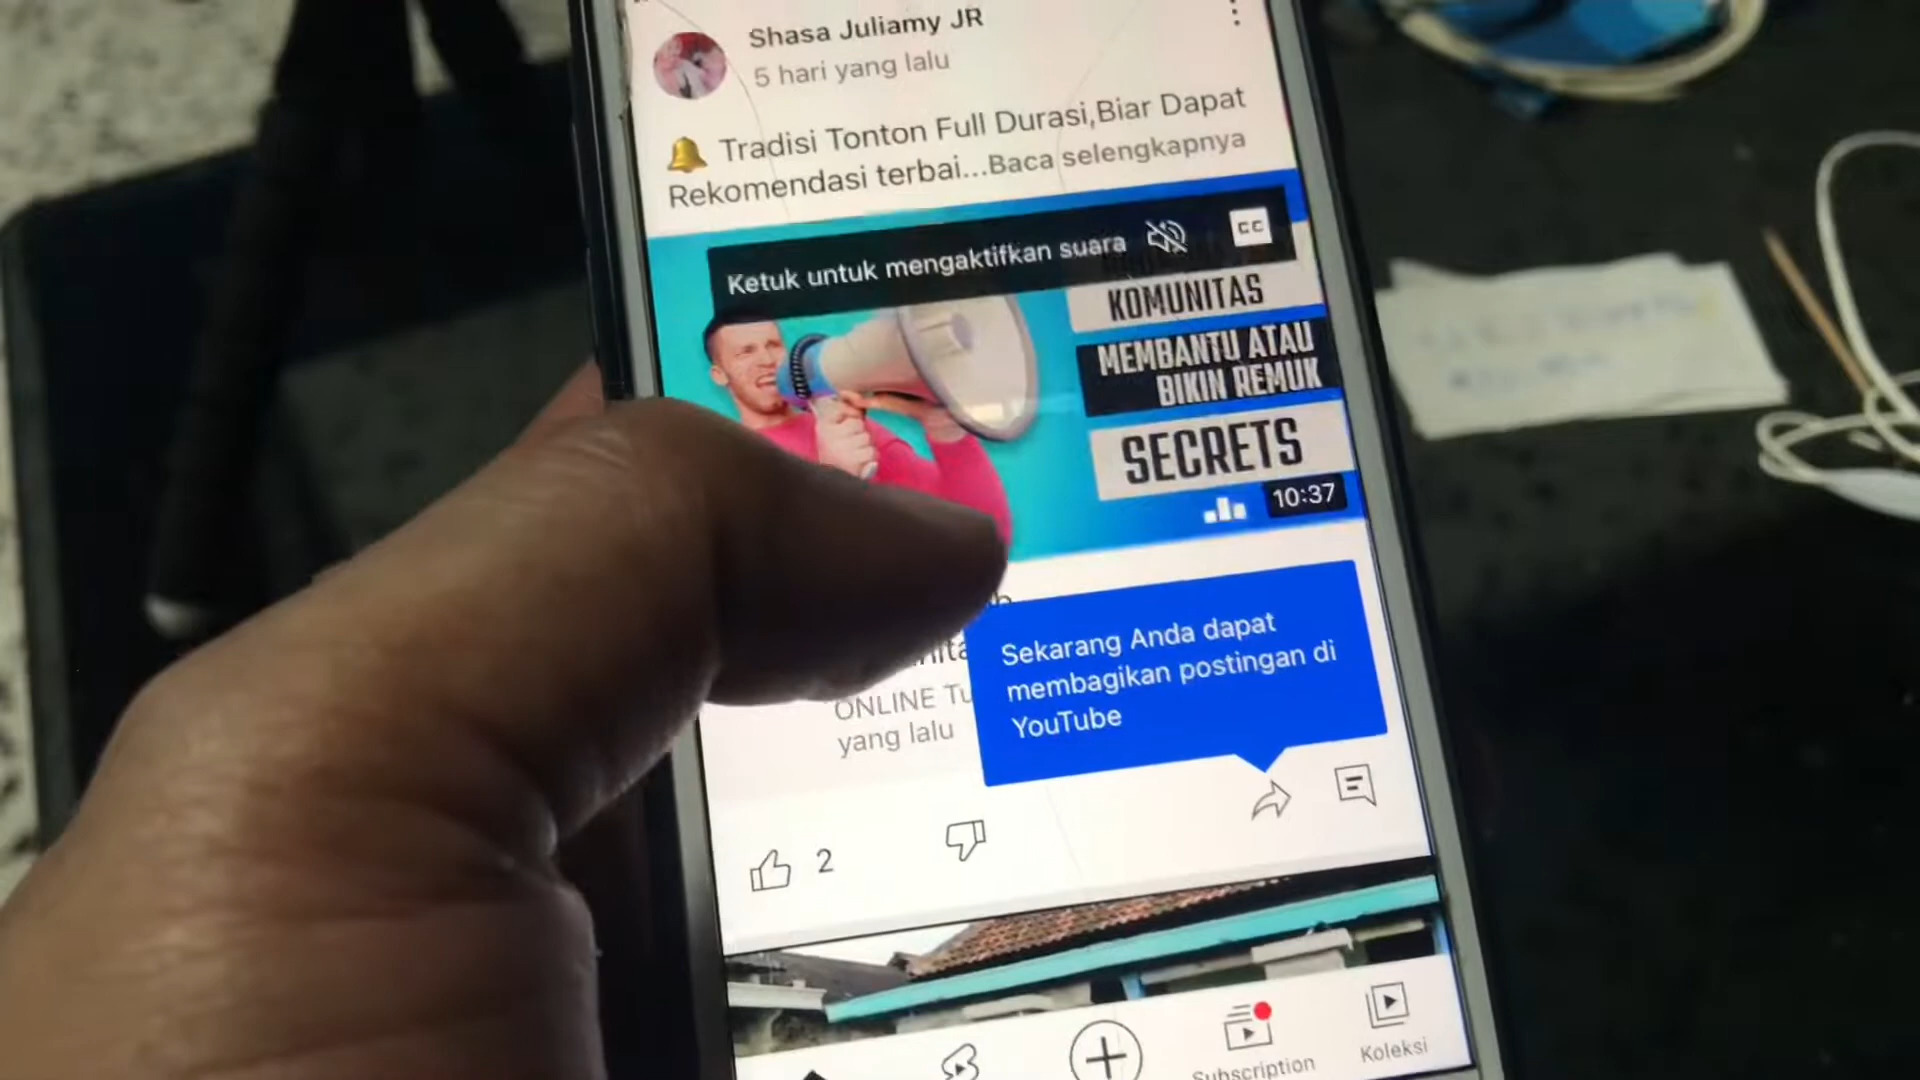 Shasa Juliamy JR
5 hari yang lalu
🔔 Tradisi Tonton Full Durasi,Biar Dapat
Rekomendasi terbai...Baca selengkapnya
Ketuk untuk mengaktifkan suara
CC
KOMUNITAS
MEMBANTU ATAU
BIKIN REMUK
SECRETS
10:37
Sekarang Anda dapat
membagikan postingan di
YouTube
ONLINE
yang lalu
2
Subscription
Koleksi